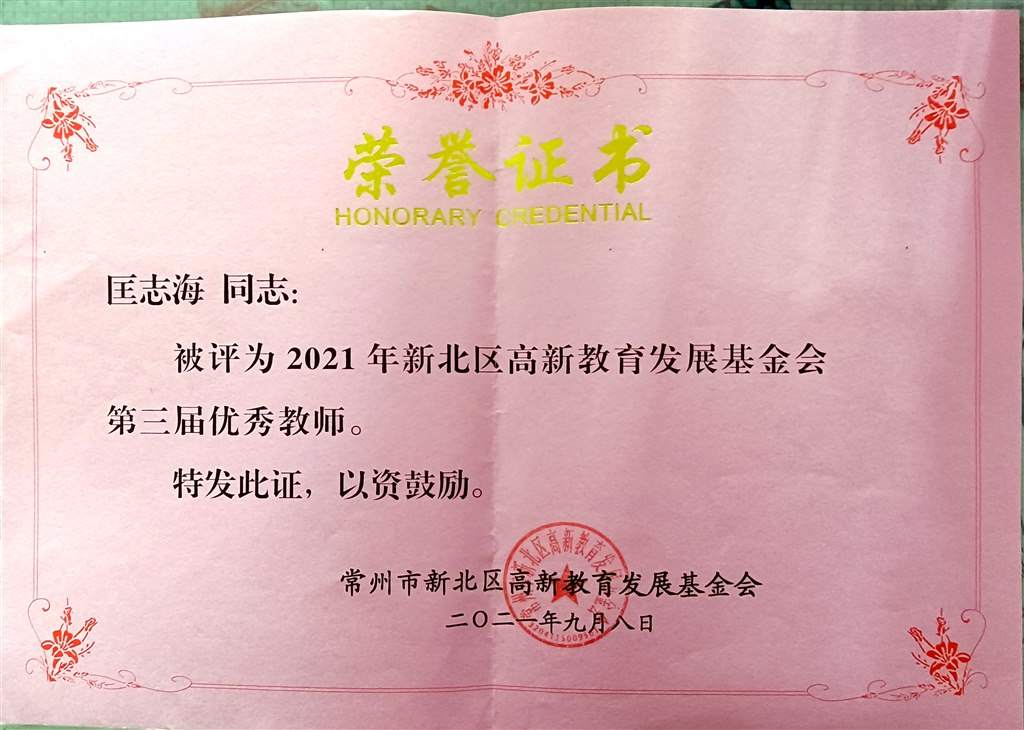 荣誉证书
HONORARY CREDENTIAL
匡志海 同志：
被评为 2021 年新北区高新教育发展基金会
第三届优秀教师。
特发此证，以资鼓励。
常州市新北区高新教育发展基金会
二〇二一年九月八日